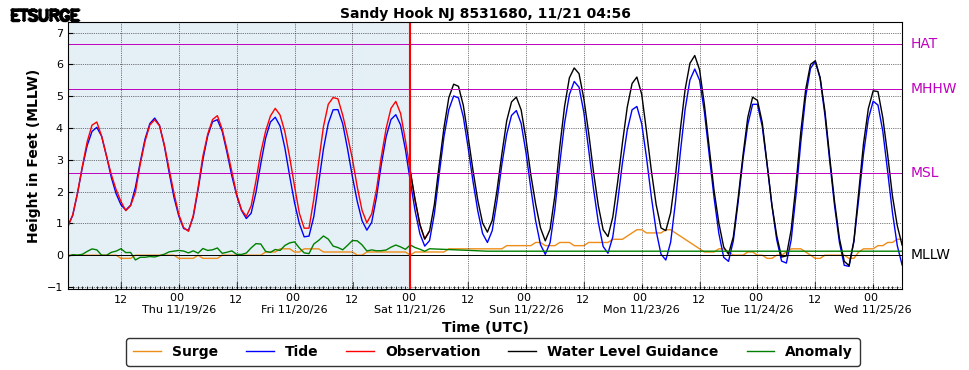 ETSURGE
Sandy Hook NJ 8531680, 11/21 04:56
Height in Feet (MLLW)
7
6
5
4
3
2
1
0
−1
HAT
MHHW
MSL
MLLW
12 00 12 00 12 00 12 00 12 00 12 00 12 00
Thu 11/19/26 Fri 11/20/26 Sat 11/21/26 Sun 11/22/26 Mon 11/23/26 Tue 11/24/26 Wed 11/25/26
Time (UTC)
Surge Tide Observation Water Level Guidance Anomaly